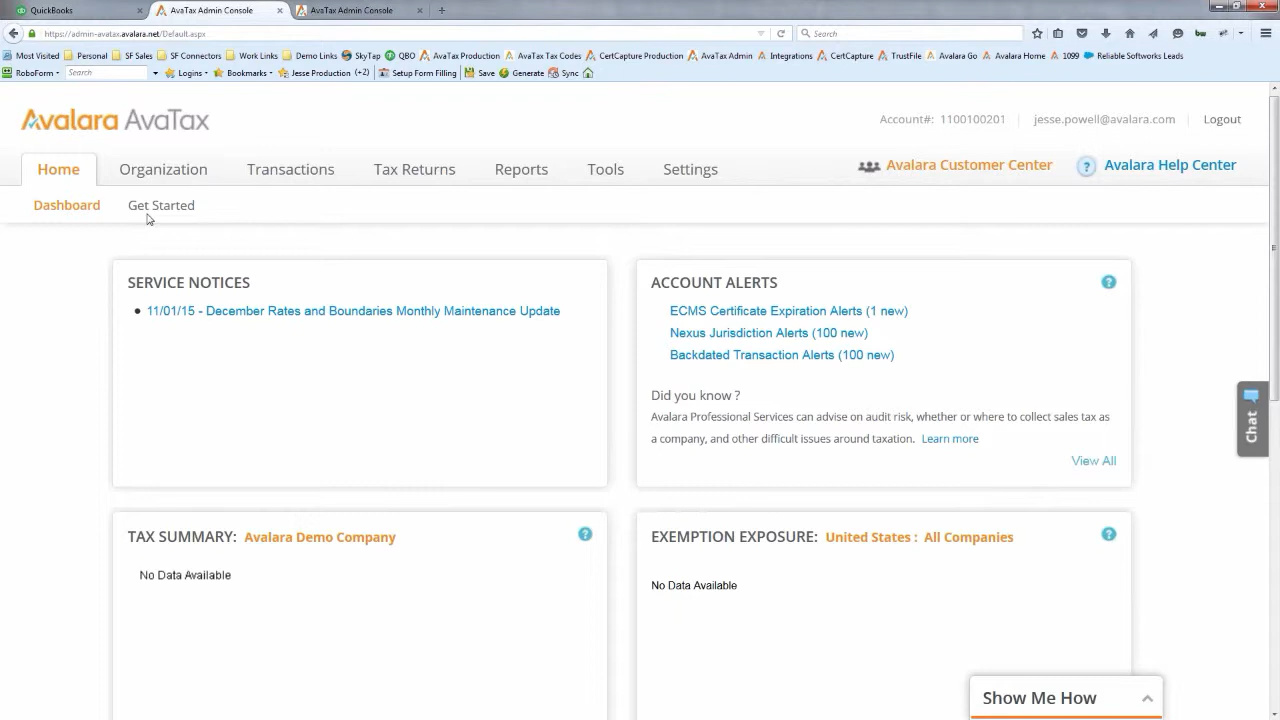 QuickBooks × AvaTax Admin Console × AvaTax Admin Console × +
https://admin-avatax.avalara.net/Default.aspx Search
Most Visited Personal SF Sales SF Connectors Work Links Demo Links SkyTap QBO AvaTax Production AvaTax Tax Codes CertCapture Production AvaTax Admin Integrations CertCapture TrustFile Avalara Go Avalara Home 1099 Reliable Software Leads
RoboForm Search Logins Bookmarks Jesse Production (+2) Setup Form Filling Save Generate Sync
Avalara AvaTax
Account#: 1100100201 jesse.powell@avalara.com Logout
Home Organization Transactions Tax Returns Reports Tools Settings Avalara Customer Center ? Avalara Help Center
Dashboard Get Started
SERVICE NOTICES
• 11/01/15 - December Rates and Boundaries Monthly Maintenance Update
ACCOUNT ALERTS ?
ECMS Certificate Expiration Alerts (1 new)
Nexus Jurisdiction Alerts (100 new)
Backdated Transaction Alerts (100 new)
Did you know ?
Avalara Professional Services can advise on audit risk, whether or where to collect sales tax as
a company, and other difficult issues around taxation. Learn more
View All
Chat
TAX SUMMARY: Avalara Demo Company ?
No Data Available
EXEMPTION EXPOSURE: United States : All Companies ?
No Data Available
Show Me How